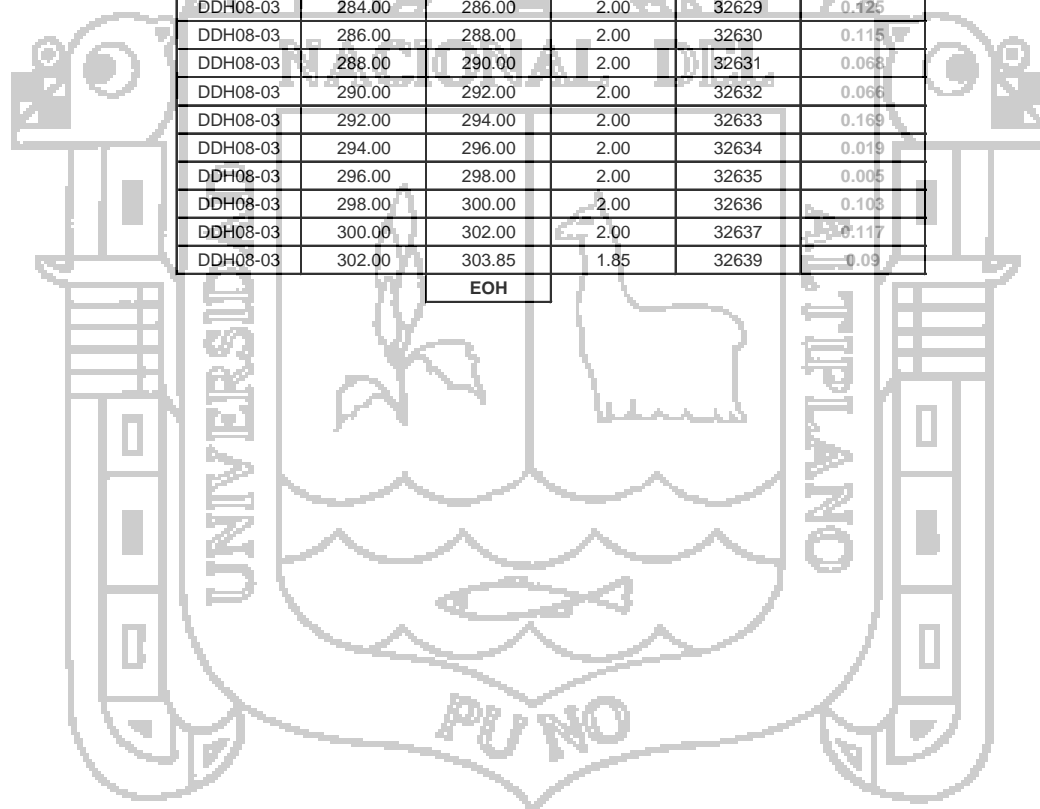 DDH08-03 284.00 286.00 2.00 32629 0.125
DDH08-03 286.00 288.00 2.00 32630 0.115
DDH08-03 288.00 290.00 2.00 32631 0.068
DDH08-03 290.00 292.00 2.00 32632 0.066
DDH08-03 292.00 294.00 2.00 32633 0.169
DDH08-03 294.00 296.00 2.00 32634 0.019
DDH08-03 296.00 298.00 2.00 32635 0.005
DDH08-03 298.00 300.00 2.00 32636 0.103
DDH08-03 300.00 302.00 2.00 32637 0.117
DDH08-03 302.00 303.85 1.85 32639 0.09
EOH
UNIVERSIDAD
NACIONAL DEL
ALTIPLANO
PUNO